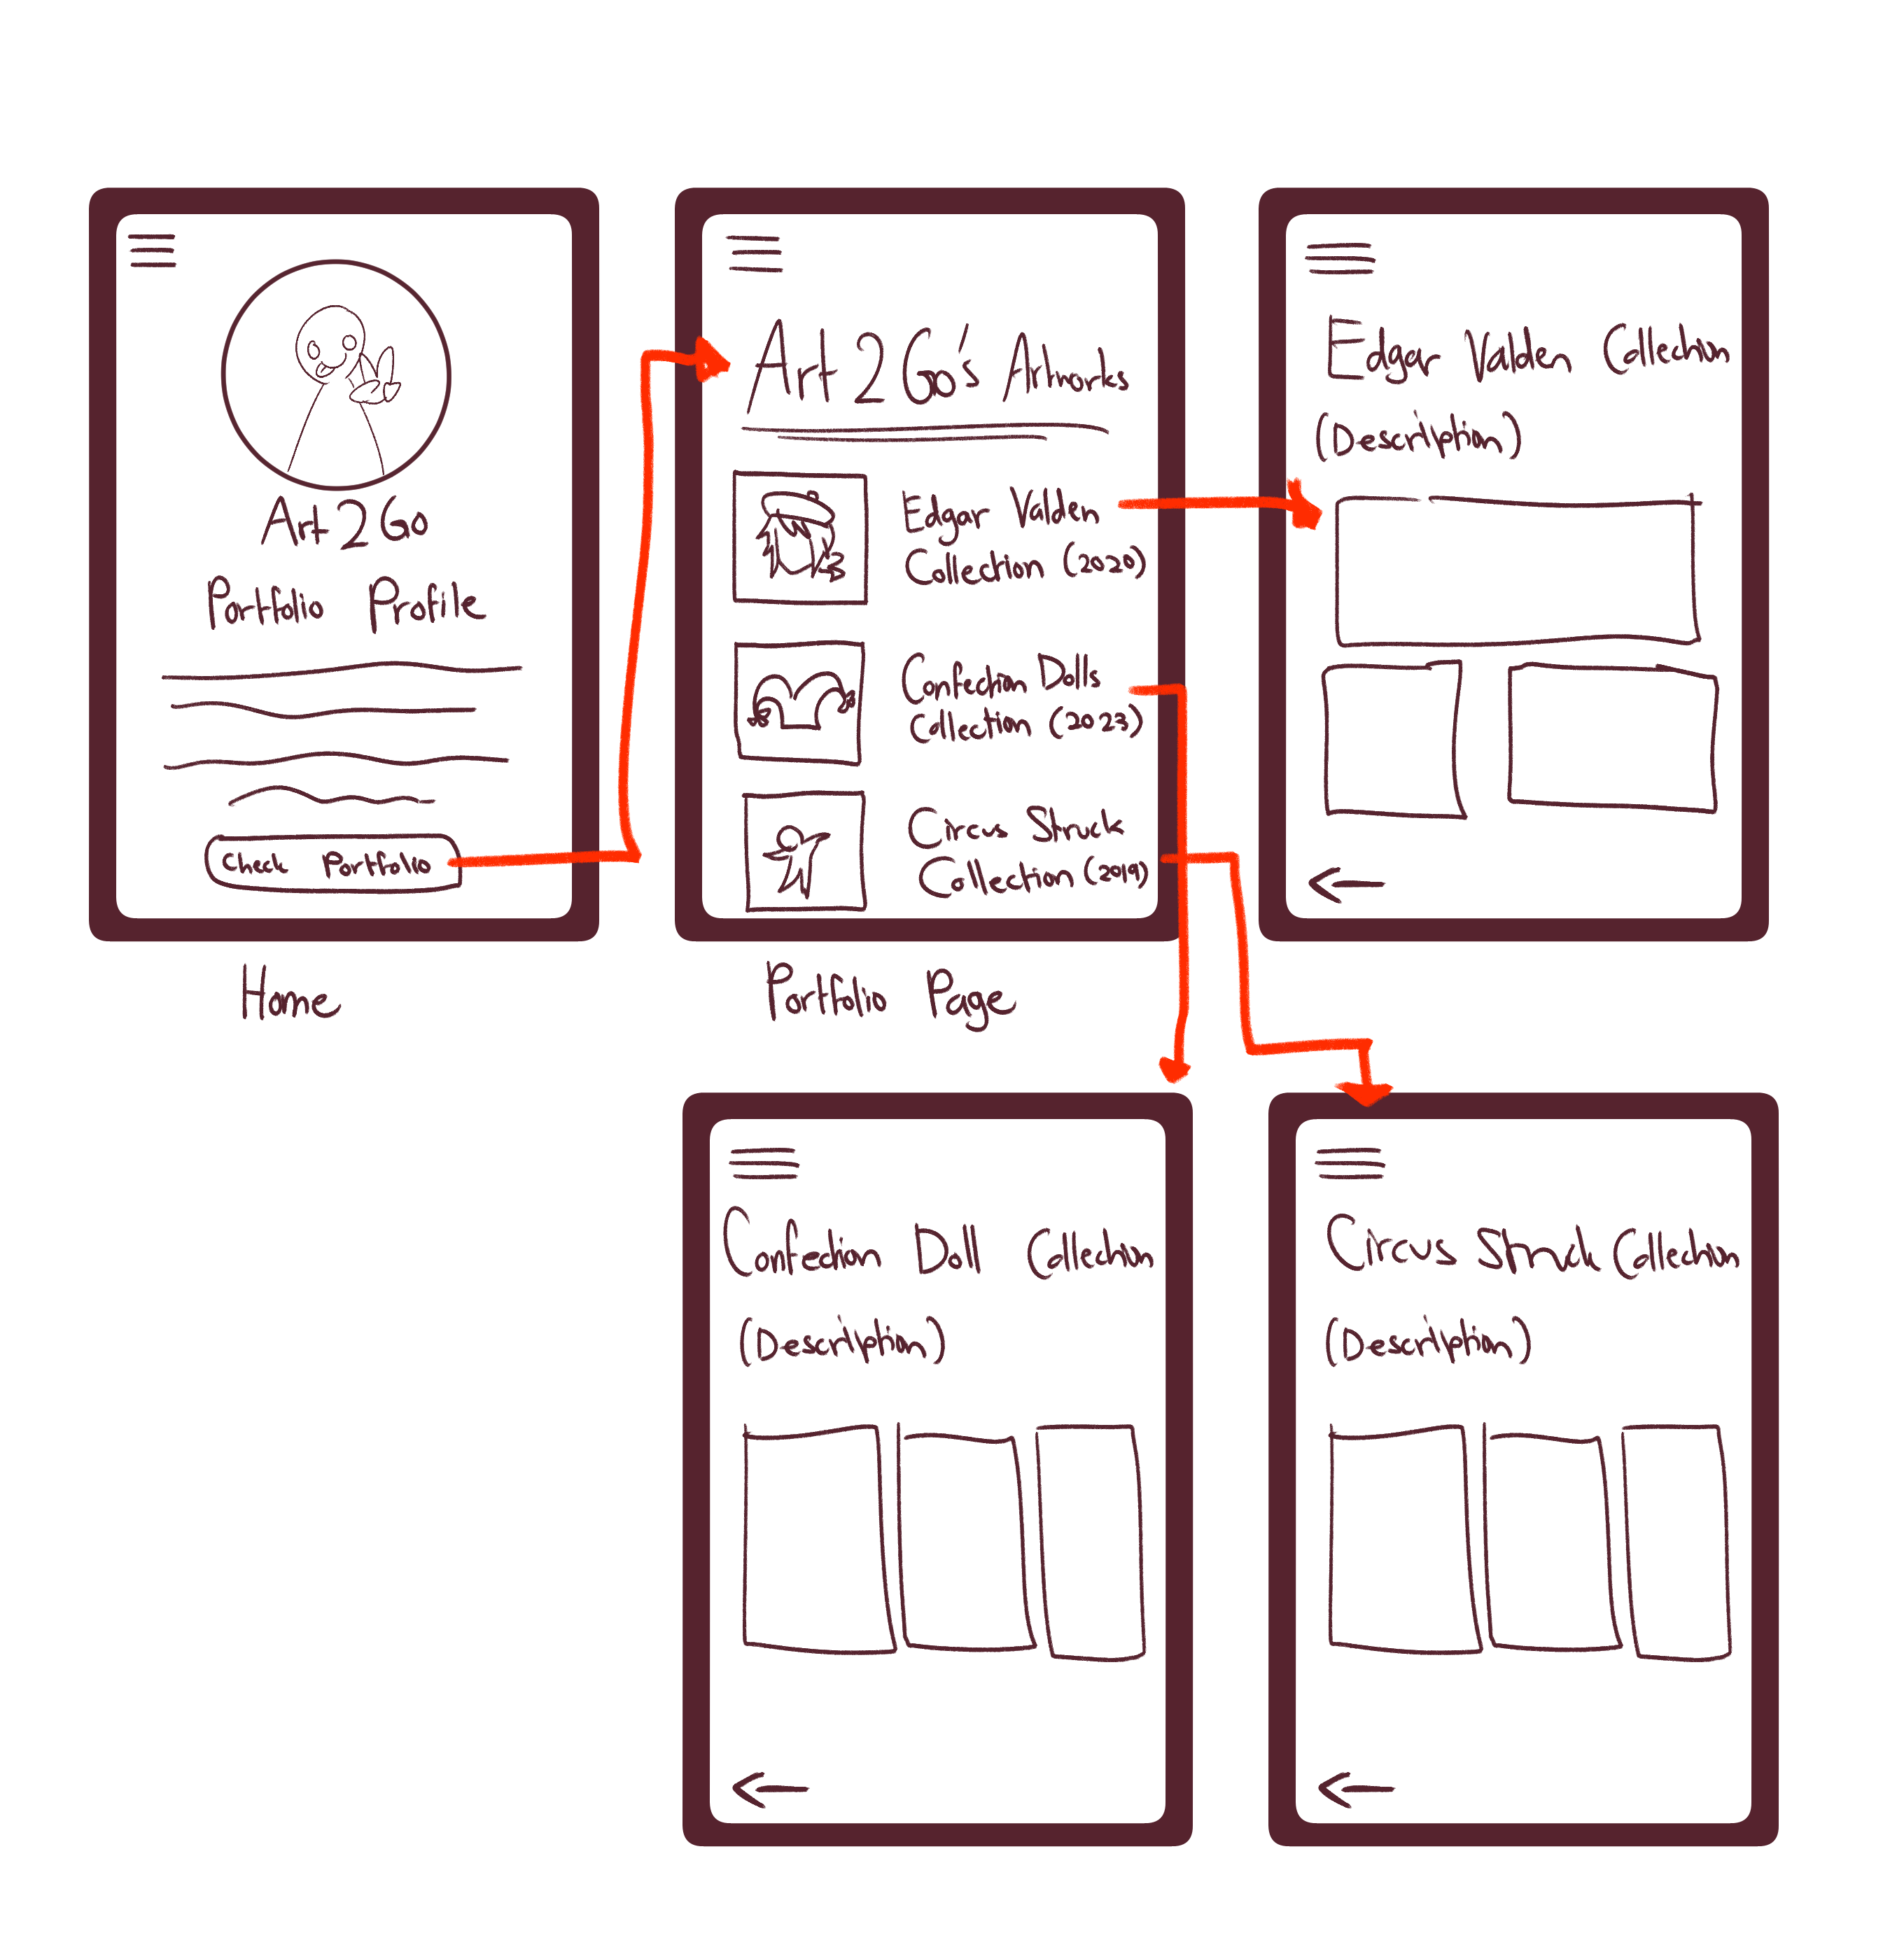 Art 2 Go
Portfolio Profile
Check Portfolio
Home
Art 2 Go's Artworks
Edgar Valden
Collection (2020)
Confection Dolls
Collection (2023)
Circus Struck
Collection (2019)
Portfolio Page
Edgar Valden Collection
(Description)
Confection Doll Collection
(Description)
Circus Struck Collection
(Description)